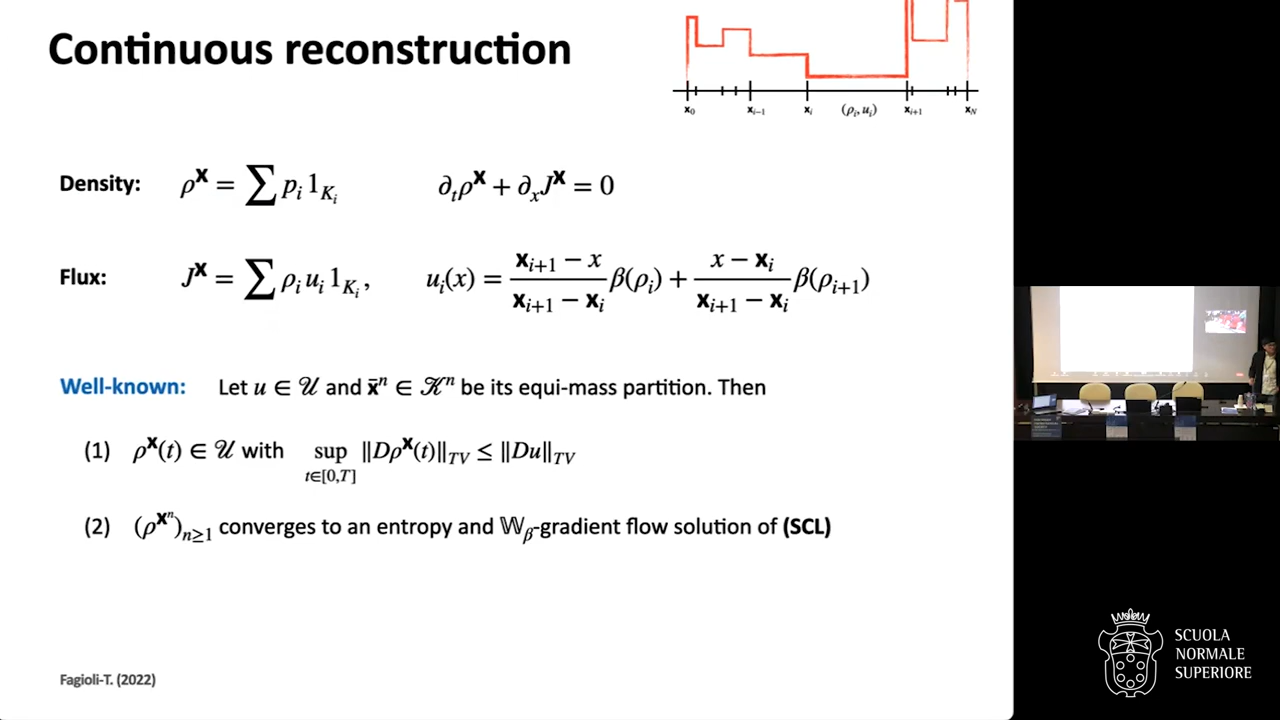 Continuous reconstruction
x₀ xᵢ₋₁ xᵢ (ρᵢ, uᵢ) xᵢ₊₁ x_N
Density: ρ^𝐱 = ∑ pᵢ 1_{Kᵢ} ∂ₜρ^𝐱 + ∂ₓJ^𝐱 = 0
Flux: J^𝐱 = ∑ ρᵢ uᵢ 1_{Kᵢ}, uᵢ(x) = (𝐱ᵢ₊₁ − x)/(𝐱ᵢ₊₁ − 𝐱ᵢ) β(ρᵢ) + (x − 𝐱ᵢ)/(𝐱ᵢ₊₁ − 𝐱ᵢ) β(ρᵢ₊₁)
Well-known: Let u ∈ 𝒰 and x̄ⁿ ∈ 𝒦ⁿ be its equi-mass partition. Then
(1) ρ^𝐱(t) ∈ 𝒰 with sup_{t∈[0,T]} ‖Dρ^𝐱(t)‖_{TV} ≤ ‖Du‖_{TV}
(2) (ρ^{𝐱ⁿ})_{n≥1} converges to an entropy and 𝕎_β-gradient flow solution of (SCL)
Fagioli-T. (2022)
SCUOLA
NORMALE
SUPERIORE